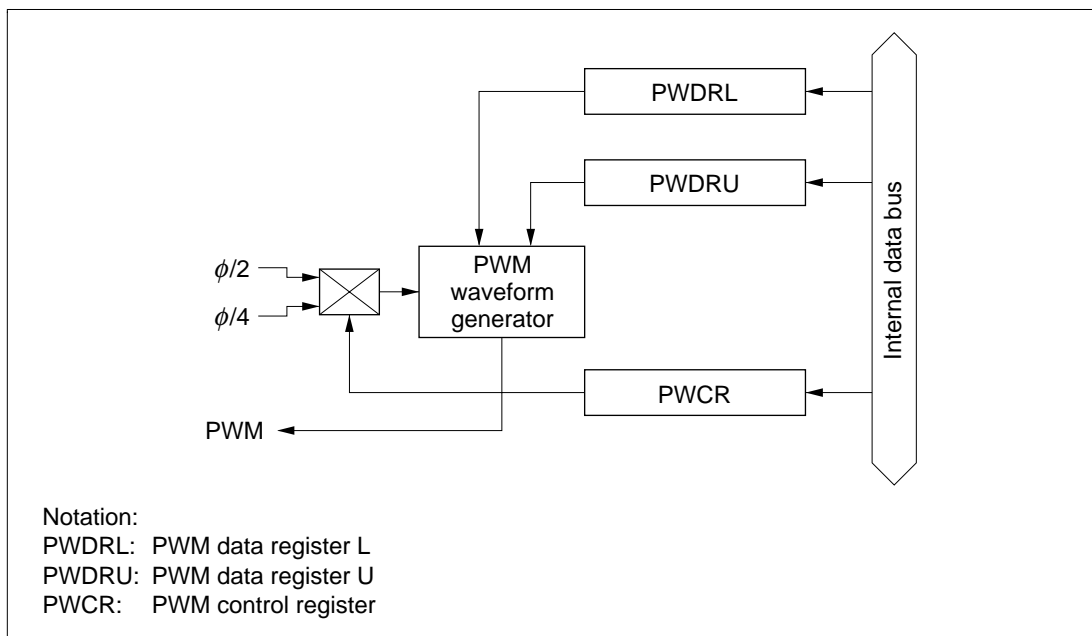 PWDRL
PWDRU
Internal data bus
ϕ/2
ϕ/4
PWM
waveform
generator
PWCR
PWM
Notation:
PWDRL: PWM data register L
PWDRU: PWM data register U
PWCR: PWM control register